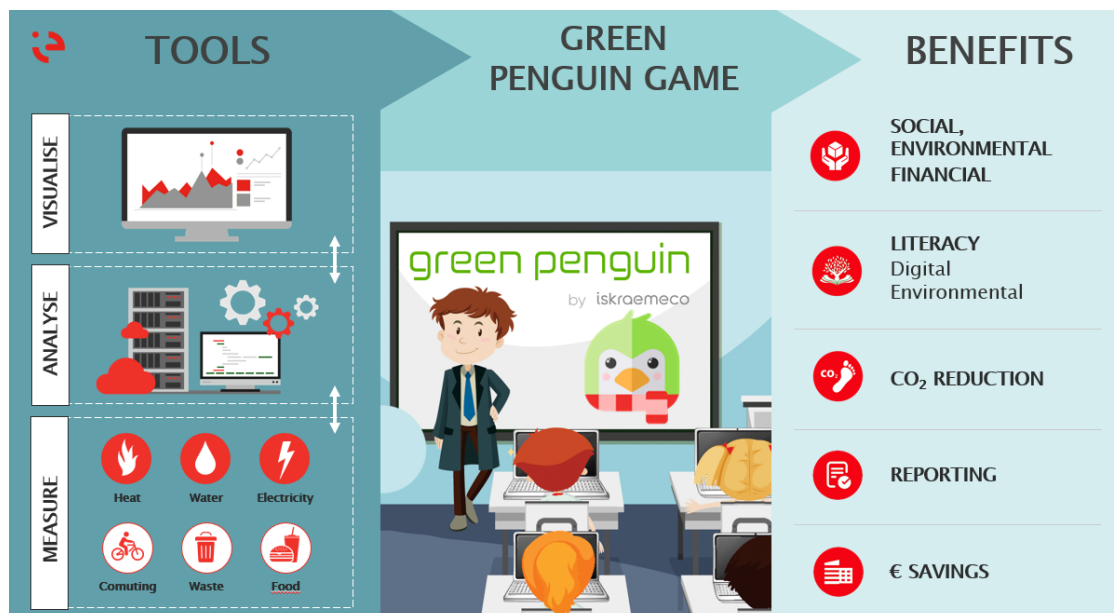 TOOLS
GREEN
PENGUIN GAME
BENEFITS
VISUALISE
ANALYSE
MEASURE
Heat
Water
Electricity
Comuting
Waste
Food
green penguin
by iskraemeco
SOCIAL,
ENVIRONMENTAL
FINANCIAL
LITERACY
Digital
Environmental
CO₂
CO₂ REDUCTION
REPORTING
€ SAVINGS